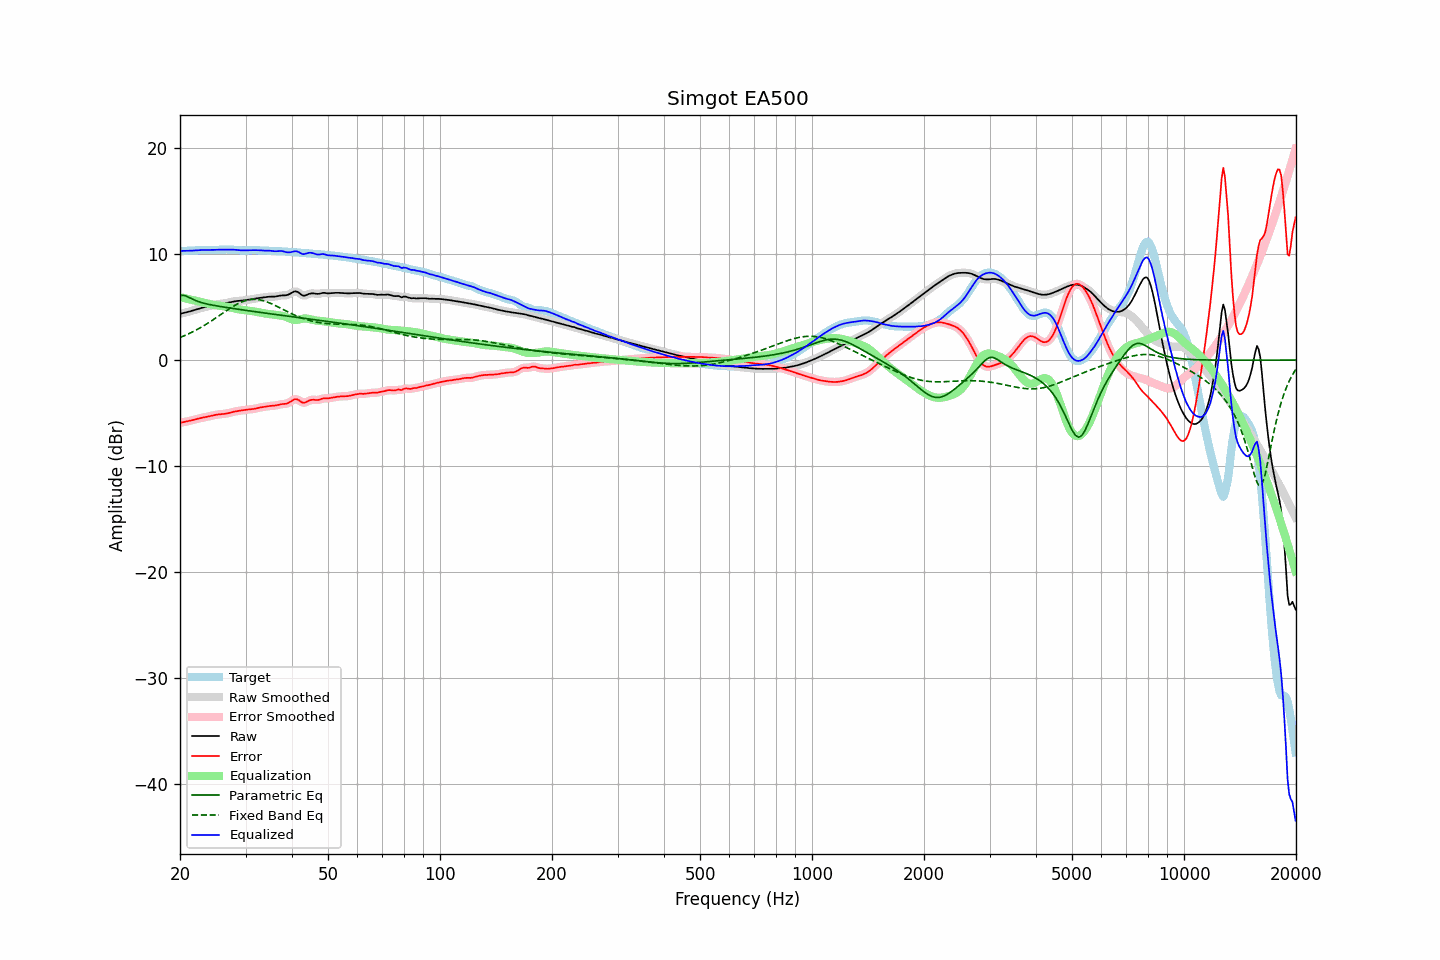 Simgot EA500
20
10
0
−10
−20
−30
−40
Amplitude (dBr)
Target
Raw Smoothed
Error Smoothed
Raw
Error
Equalization
Parametric Eq
Fixed Band Eq
Equalized
20 50 100 200 500 1000 2000 5000 10000 20000
Frequency (Hz)